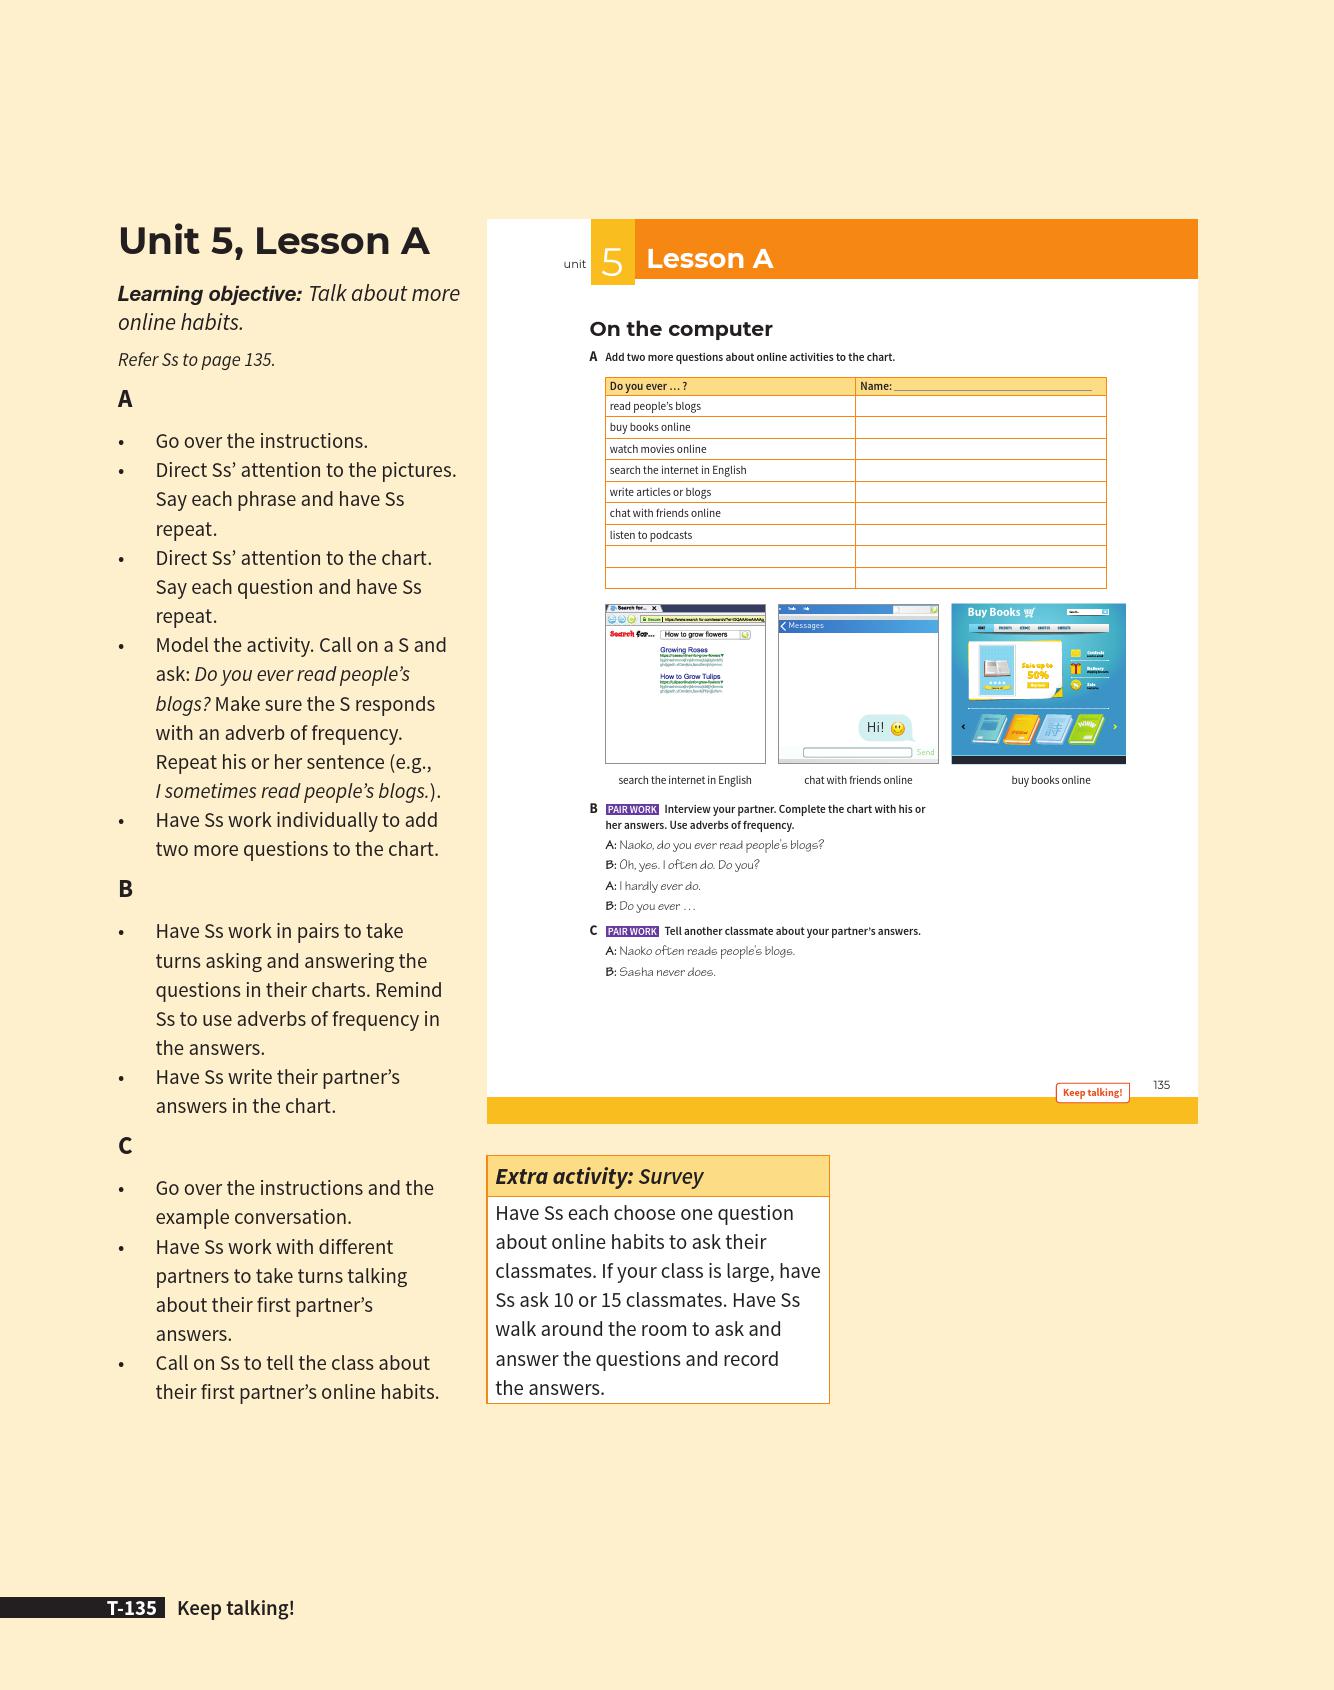 Unit 5, Lesson A
Learning objective: Talk about more
online habits.
Refer Ss to page 135.
A
• Go over the instructions.
• Direct Ss’ attention to the pictures.
Say each phrase and have Ss
repeat.
• Direct Ss’ attention to the chart.
Say each question and have Ss
repeat.
• Model the activity. Call on a S and
ask: Do you ever read people’s
blogs? Make sure the S responds
with an adverb of frequency.
Repeat his or her sentence (e.g.,
I sometimes read people’s blogs.).
• Have Ss work individually to add
two more questions to the chart.
B
• Have Ss work in pairs to take
turns asking and answering the
questions in their charts. Remind
Ss to use adverbs of frequency in
the answers.
• Have Ss write their partner’s
answers in the chart.
C
• Go over the instructions and the
example conversation.
• Have Ss work with different
partners to take turns talking
about their first partner’s
answers.
• Call on Ss to tell the class about
their first partner’s online habits.
unit 5 Lesson A
On the computer
A Add two more questions about online activities to the chart.
Do you ever … ? Name:
read people’s blogs
buy books online
watch movies online
search the internet in English
write articles or blogs
chat with friends online
listen to podcasts
Search for...
Secure
Search for... How to grow flowers
Growing Roses
How to Grow Tulips
Messages
Hi!
Send
Buy Books
Sale up to
50%
search the internet in English
chat with friends online
buy books online
B PAIR WORK Interview your partner. Complete the chart with his or
her answers. Use adverbs of frequency.
A: Naoko, do you ever read people’s blogs?
B: Oh, yes. I often do. Do you?
A: I hardly ever do.
B: Do you ever …
C PAIR WORK Tell another classmate about your partner’s answers.
A: Naoko often reads people’s blogs.
B: Sasha never does.
Keep talking! 135
Extra activity: Survey
Have Ss each choose one question
about online habits to ask their
classmates. If your class is large, have
Ss ask 10 or 15 classmates. Have Ss
walk around the room to ask and
answer the questions and record
the answers.
T-135 Keep talking!